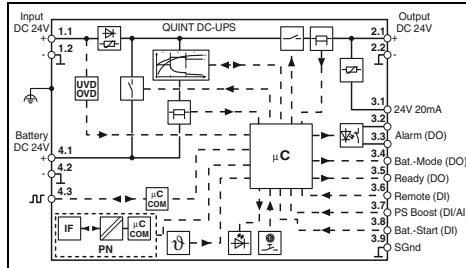 Input
DC 24V
+
1.1
1.2
-
QUINT DC-UPS
2.1
+
2.2
-
Output
DC 24V
UVD
OVD
3.1
24V 20mA
3.2
3.3
Alarm (DO)
Battery
DC 24V
4.1
+
4.2
-
4.3
µC
COM
µC
3.4
Bat.-Mode (DO)
3.5
Ready (DO)
3.6
Remote (DI)
3.7
PS Boost (DI/AI)
3.8
Bat.-Start (DI)
3.9
SGnd
IF
µC
COM
PN
ϑ